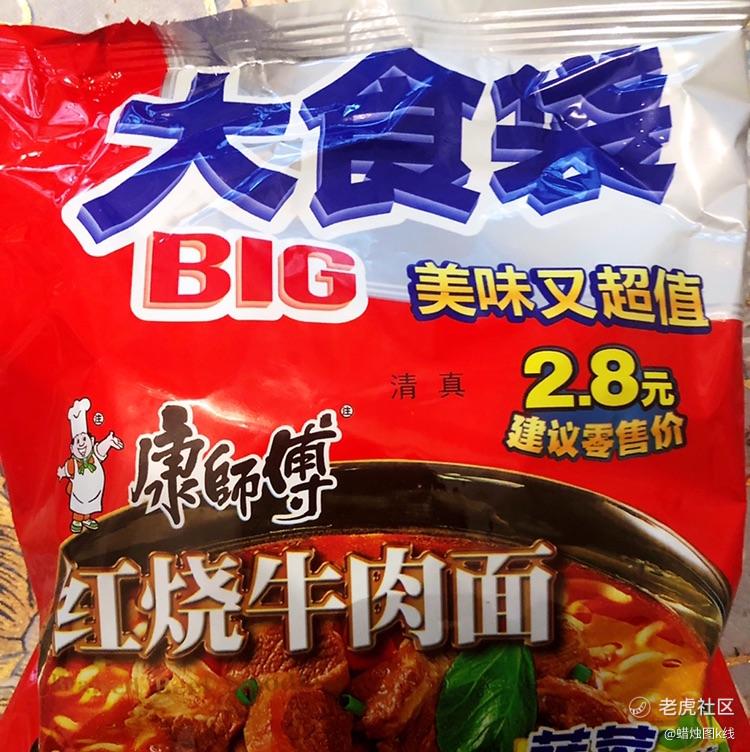 大食袋
BIG
美味又超值
清真
2.8元
建议零售价
康師傅
红烧牛肉面
老虎社区
@蜡烛图k线